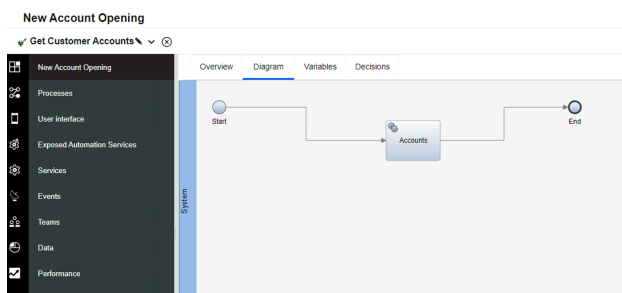 New Account Opening
Get Customer Accounts
New Account Opening
Processes
User interface
Exposed Automation Services
Services
Events
Teams
Data
Performance
Overview Diagram Variables Decisions
System
Start
Accounts
End